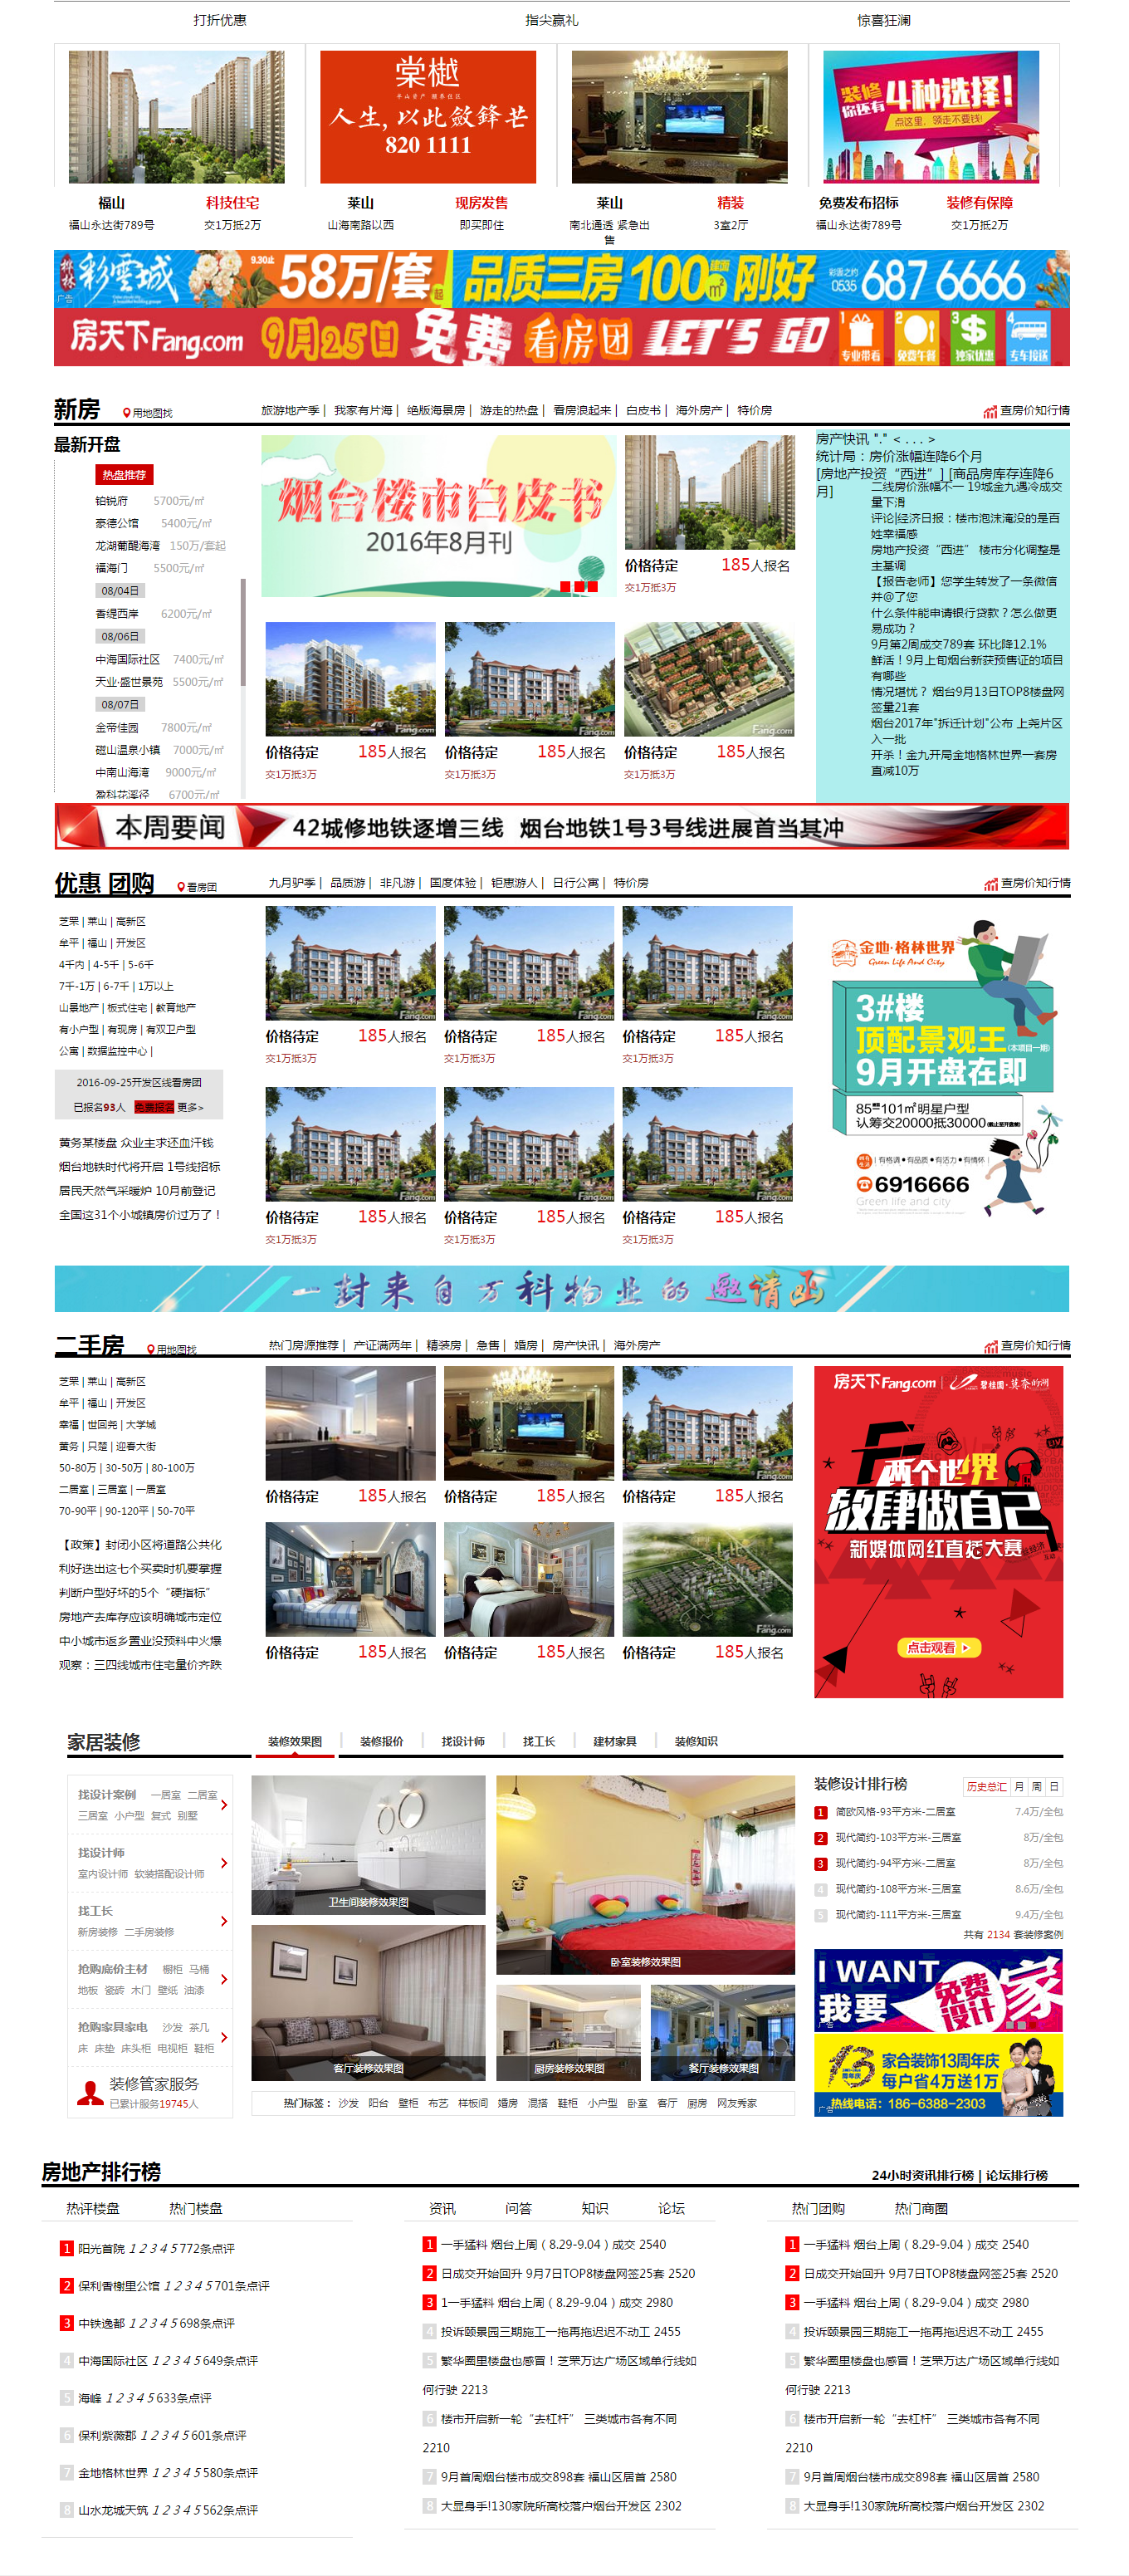 打折优惠 指尖赢礼 惊喜狂澜
棠樾
人生,以此敛鋒芒
820 1111
装修
你还有4种选择!
点这里,领走不要钱!
福山 科技住宅 莱山 现房发售 莱山 精装 免费发布招标 装修有保障
福山永达街789号 交1万抵2万 山海南路以西 即买即住 南北通透 紧急出售 3室2厅 福山永达街789号 交1万抵2万
彩雲城 9.30止 58万/套起 品质三房 100㎡ 建面 刚好 彩雲之约 0535 687 6666
广告
房天下Fang.com 9月25日 免费 看房团 LET'S GO 1 专业带看 2 免费午餐 3 独家优惠 4 专车接送
新房 用地图找 旅游地产季 | 我家有片海 | 绝版海景房 | 游走的热盘 | 看房浪起来 | 白皮书 | 海外房产 | 特价房 查房价知行情
最新开盘
热盘推荐
铂锐府 5700元/㎡
豪德公馆 5400元/㎡
龙湖葡醍海湾 150万/套起
福海门 5500元/㎡
08/04日
香缇西岸 6200元/㎡
08/06日
中海国际社区 7400元/㎡
天业·盛世景苑 5500元/㎡
08/07日
金帝佳园 7800元/㎡
磁山温泉小镇 7000元/㎡
中南山海湾 9000元/㎡
盈科花溪径 6700元/㎡
烟台楼市白皮书
2016年8月刊
价格待定 185人报名
交1万抵3万
Fang.com Fang.com Fang.com
价格待定 185人报名 价格待定 185人报名 价格待定 185人报名
交1万抵3万 交1万抵3万 交1万抵3万
房产快讯 "." < . . . >
统计局：房价涨幅连降6个月
[房地产投资“西进”] [商品房库存连降6
月]
二线房价涨幅不一 19城金九遇冷成交
量下滑
评论|经济日报：楼市泡沫淹没的是百
姓幸福感
房地产投资“西进” 楼市分化调整是
主基调
【报告老师】您学生转发了一条微信
并@了您
什么条件能申请银行贷款？怎么做更
易成功？
9月第2周成交789套 环比降12.1%
鲜活！9月上旬烟台新获预售证的项目
有哪些
情况堪忧？ 烟台9月13日TOP8楼盘网
签量21套
烟台2017年"拆迁计划"公布 上尧片区
入一批
开杀！金九开局金地格林世界一套房
直减10万
本周要闻 42城修地铁逐增三线 烟台地铁1号3号线进展首当其冲
优惠 团购 看房团 九月驴季 | 品质游 | 非凡游 | 国度体验 | 钜惠游人 | 日行公寓 | 特价房 查房价知行情
芝罘 | 莱山 | 高新区
牟平 | 福山 | 开发区
4千内 | 4-5千 | 5-6千
7千-1万 | 6-7千 | 1万以上
山景地产 | 板式住宅 | 教育地产
有小户型 | 有现房 | 有双卫户型
公寓 | 数据监控中心 |
2016-09-25开发区线看房团
已报名93人 免费报名 更多>
黄务某楼盘 众业主求还血汗钱
烟台地铁时代将开启 1号线招标
居民天然气采暖炉 10月前登记
全国这31个小城镇房价过万了！
Fang.com Fang.com Fang.com
价格待定 185人报名 价格待定 185人报名 价格待定 185人报名
交1万抵3万 交1万抵3万 交1万抵3万
Fang.com Fang.com Fang.com
价格待定 185人报名 价格待定 185人报名 价格待定 185人报名
交1万抵3万 交1万抵3万 交1万抵3万
金地·格林世界
Green Life And City
3#楼
顶配景观王(本项目一期)
9月开盘在即
101㎡明星户型
认筹交20000抵30000
有格调 ●有品质 ●有活力 ●有情怀
6916666
Green life and city
一封来自万科物业的邀请函
二手房 用地图找 热门房源推荐 | 产证满两年 | 精装房 | 急售 | 婚房 | 房产快讯 | 海外房产 查房价知行情
芝罘 | 莱山 | 高新区
牟平 | 福山 | 开发区
幸福 | 世回尧 | 大学城
黄务 | 只楚 | 迎春大街
50-80万 | 30-50万 | 80-100万
二居室 | 三居室 | 一居室
70-90平 | 90-120平 | 50-70平
【政策】封闭小区将道路公共化
利好迭出这七个买卖时机要掌握
判断户型好坏的5个“硬指标”
房地产去库存应该明确城市定位
中小城市返乡置业没预料中火爆
观察：三四线城市住宅量价齐跌
Fang.com
价格待定 185人报名 价格待定 185人报名 价格待定 185人报名
Fang.com
价格待定 185人报名 价格待定 185人报名 价格待定 185人报名
房天下Fang.com 碧桂园·莫奈的湖
两个世界
放肆做自己
新媒体网红直播大赛
点击观看
家居装修 装修效果图 装修报价 找设计师 找工长 建材家具 装修知识
找设计案例 一居室 二居室
三居室 小户型 复式 别墅
找设计师
室内设计师 软装搭配设计师
找工长
新房装修 二手房装修
抢购底价主材 橱柜 马桶
地板 瓷砖 木门 壁纸 油漆
抢购家具家电 沙发 茶几
床 床垫 床头柜 电视柜 鞋柜
装修管家服务
已累计服务19745人
卫生间装修效果图
卧室装修效果图
客厅装修效果图
厨房装修效果图
餐厅装修效果图
热门标签： 沙发 阳台 壁柜 布艺 样板间 婚房 混搭 鞋柜 小户型 卧室 客厅 厨房 网友秀家
装修设计排行榜 历史总汇 月 周 日
1 简欧风格-93平方米-二居室 7.4万/全包
2 现代简约-103平方米-三居室 8万/全包
3 现代简约-94平方米-二居室 8万/全包
4 现代简约-108平方米-三居室 8.6万/全包
5 现代简约-111平方米-三居室 9.4万/全包
共有 2134 套装修案例
I WANT
我要 免费设计 家
广告
13周年庆 家合装饰13周年庆
每户省4万送1万
热线电话：186-6388-2303
广告
房地产排行榜 24小时资讯排行榜 | 论坛排行榜
热评楼盘 热门楼盘
1 阳光首院 1 2 3 4 5 772条点评
2 保利香榭里公馆 1 2 3 4 5 701条点评
3 中铁逸都 1 2 3 4 5 698条点评
4 中海国际社区 1 2 3 4 5 649条点评
5 海峰 1 2 3 4 5 633条点评
6 保利紫薇郡 1 2 3 4 5 601条点评
7 金地格林世界 1 2 3 4 5 580条点评
8 山水龙城天筑 1 2 3 4 5 562条点评
资讯 问答 知识 论坛
1 一手猛料 烟台上周（8.29-9.04）成交 2540
2 日成交开始回升 9月7日TOP8楼盘网签25套 2520
3 1一手猛料 烟台上周（8.29-9.04）成交 2980
4 投诉颐景园三期施工一拖再拖迟迟不动工 2455
5 繁华圈里楼盘也感冒！芝罘万达广场区域单行线如
何行驶 2213
6 楼市开启新一轮“去杠杆” 三类城市各有不同
2210
7 9月首周烟台楼市成交898套 福山区居首 2580
8 大显身手!130家院所高校落户烟台开发区 2302
热门团购 热门商圈
1 一手猛料 烟台上周（8.29-9.04）成交 2540
2 日成交开始回升 9月7日TOP8楼盘网签25套 2520
3 一手猛料 烟台上周（8.29-9.04）成交 2980
4 投诉颐景园三期施工一拖再拖迟迟不动工 2455
5 繁华圈里楼盘也感冒！芝罘万达广场区域单行线如
何行驶 2213
6 楼市开启新一轮“去杠杆” 三类城市各有不同
2210
7 9月首周烟台楼市成交898套 福山区居首 2580
8 大显身手!130家院所高校落户烟台开发区 2302